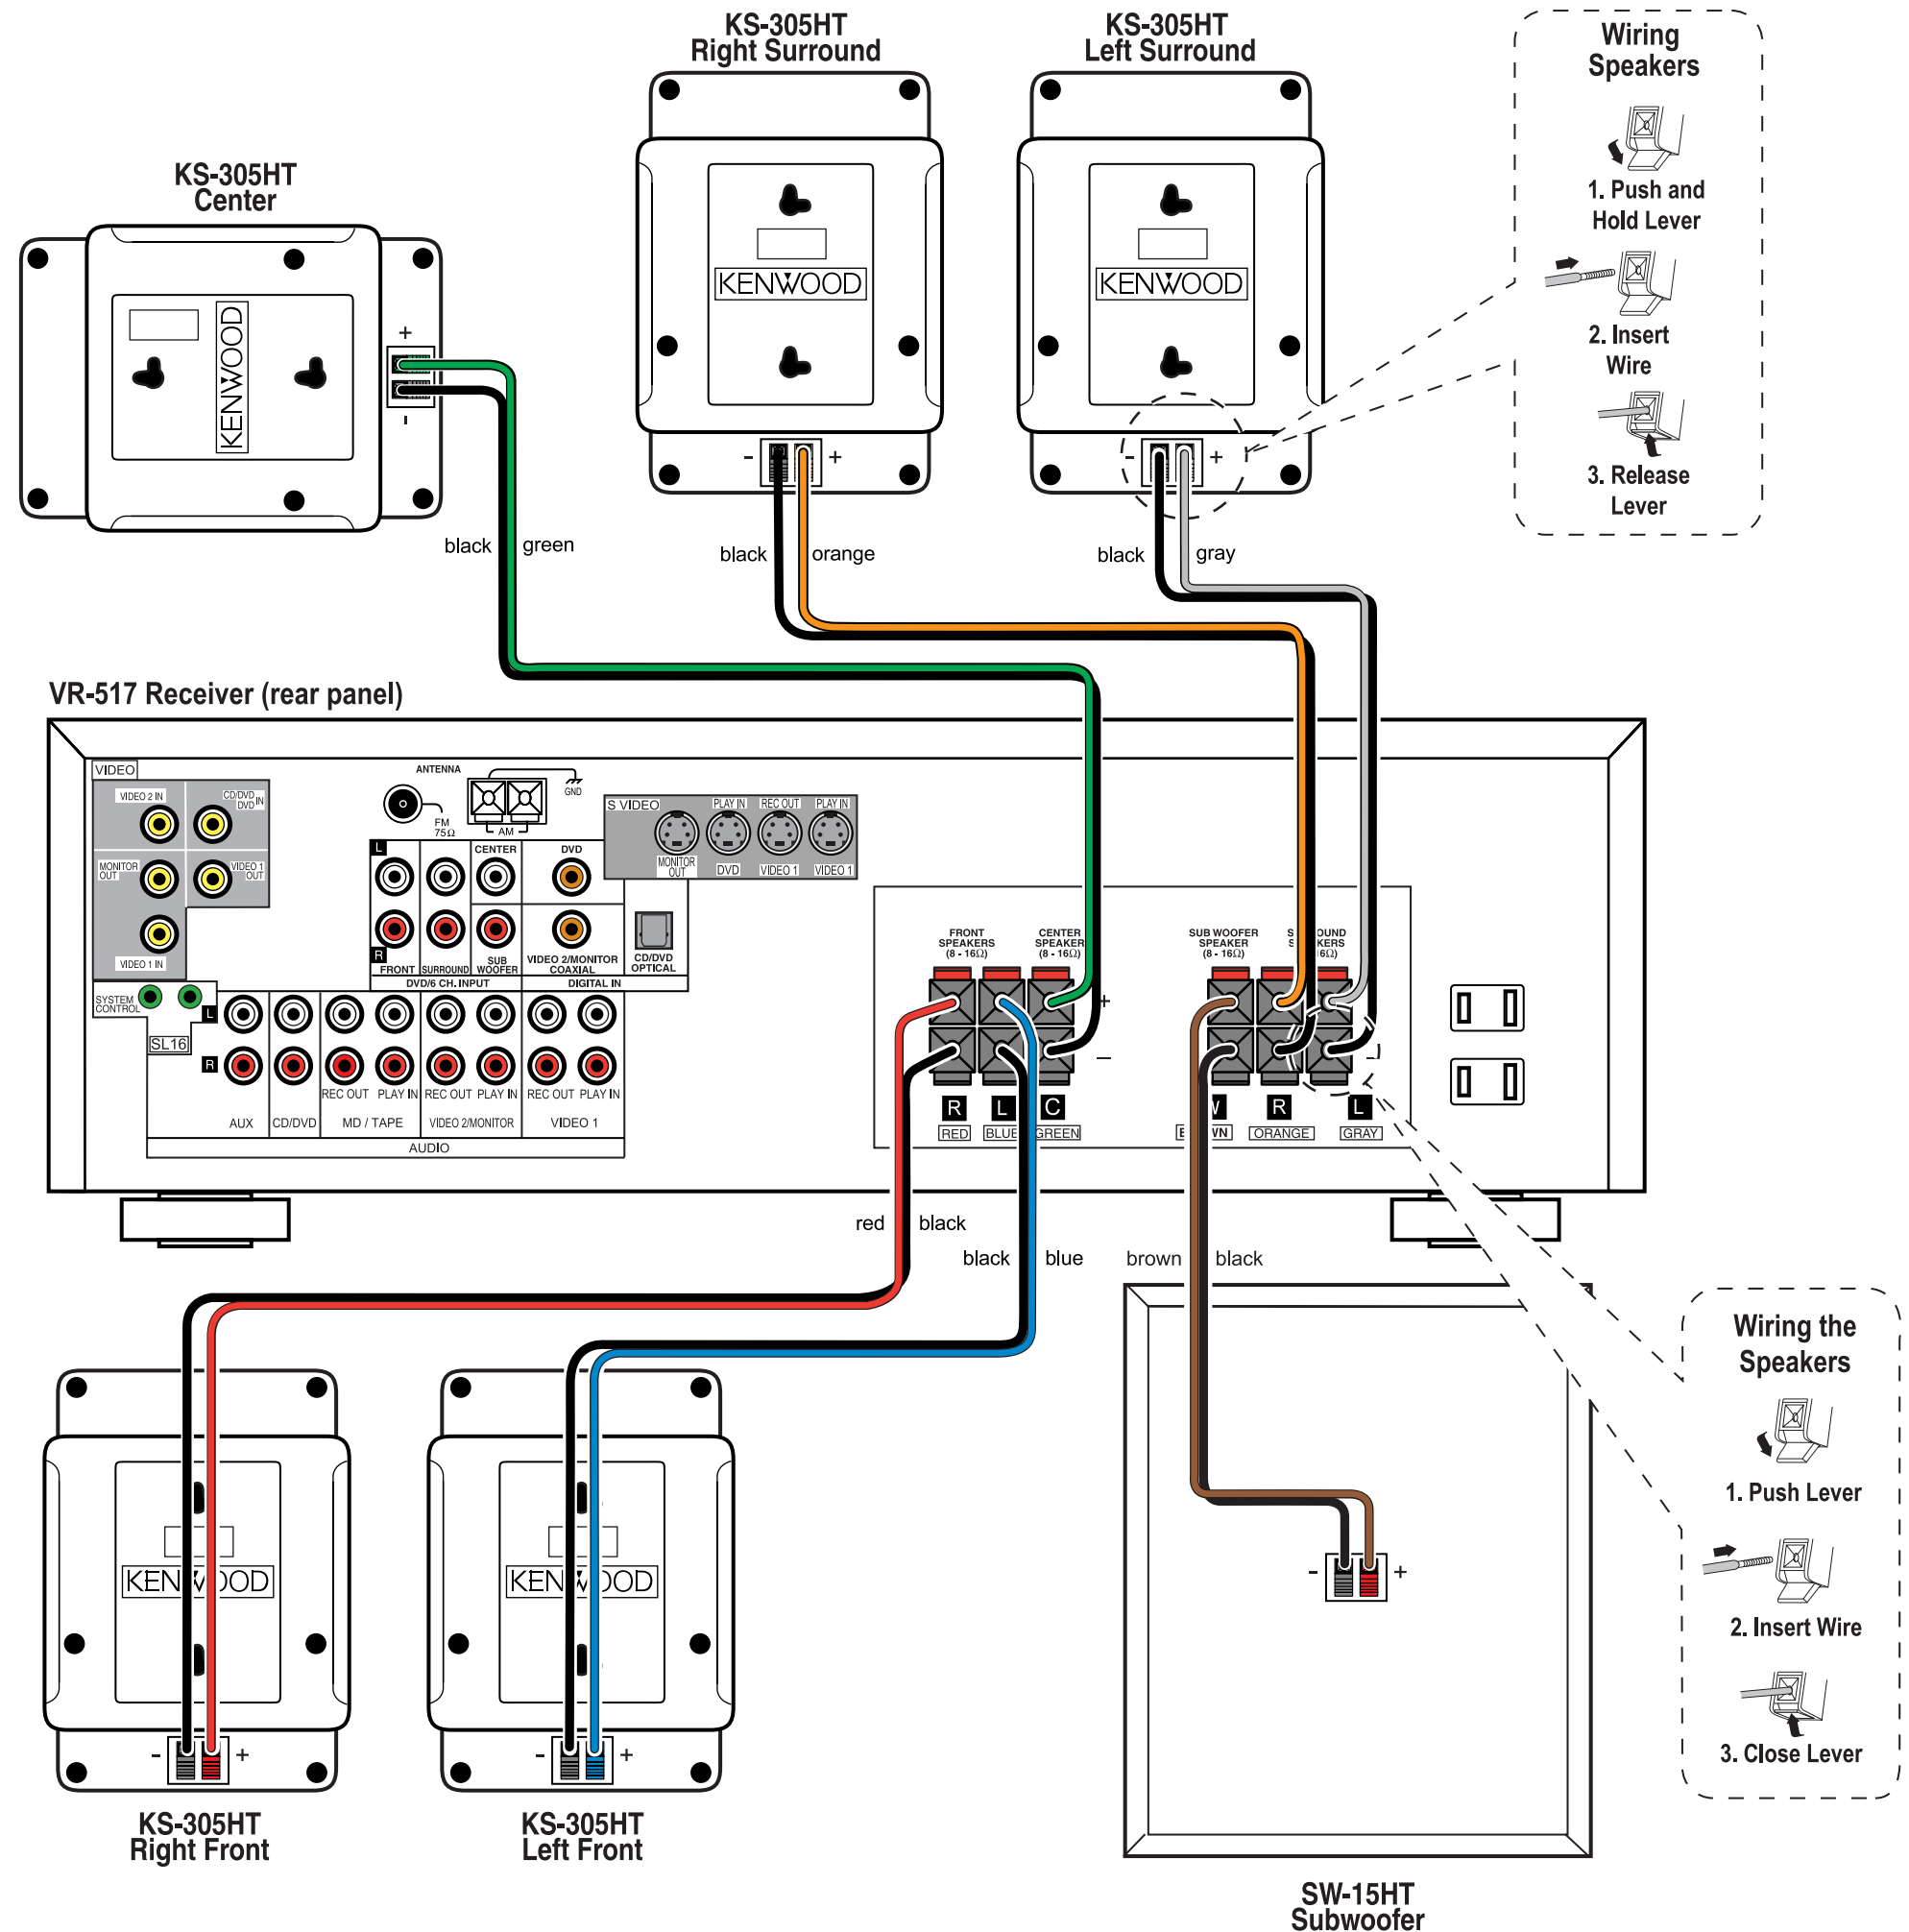 KS-305HT
Right Surround
KS-305HT
Left Surround
Wiring
Speakers
1. Push and
Hold Lever
2. Insert
Wire
3. Release
Lever
KS-305HT
Center
KENWOOD
KENWOOD
KENWOOD
+
-
- +
- +
black green
black orange
black gray
VR-517 Receiver (rear panel)
VIDEO
VIDEO 2 IN
CD/DVD
DVD IN
MONITOR
OUT
VIDEO 1
OUT
VIDEO 1 IN
SYSTEM
CONTROL
SL16
ANTENNA
FM
75Ω
AM
GND
S VIDEO
PLAY IN REC OUT PLAY IN
MONITOR
OUT
DVD VIDEO 1 VIDEO 1
L
CENTER DVD
R
FRONT SURROUND SUB
WOOFER
VIDEO 2/MONITOR
COAXIAL
CD/DVD
OPTICAL
DVD/6 CH. INPUT DIGITAL IN
L
R
REC OUT PLAY IN REC OUT PLAY IN REC OUT PLAY IN
AUX CD/DVD MD / TAPE VIDEO 2/MONITOR VIDEO 1
AUDIO
FRONT
SPEAKERS
(8 - 16Ω)
CENTER
SPEAKER
(8 - 16Ω)
SUB WOOFER
SPEAKER
(8 - 16Ω)
+
–
-
R L C
RED BLUE GREEN
R L
ORANGE GRAY
red black
black blue
brown black
Wiring the
Speakers
1. Push Lever
2. Insert Wire
3. Close Lever
KENWOOD
KENWOOD
- +
- +
- +
KS-305HT
Right Front
KS-305HT
Left Front
SW-15HT
Subwoofer